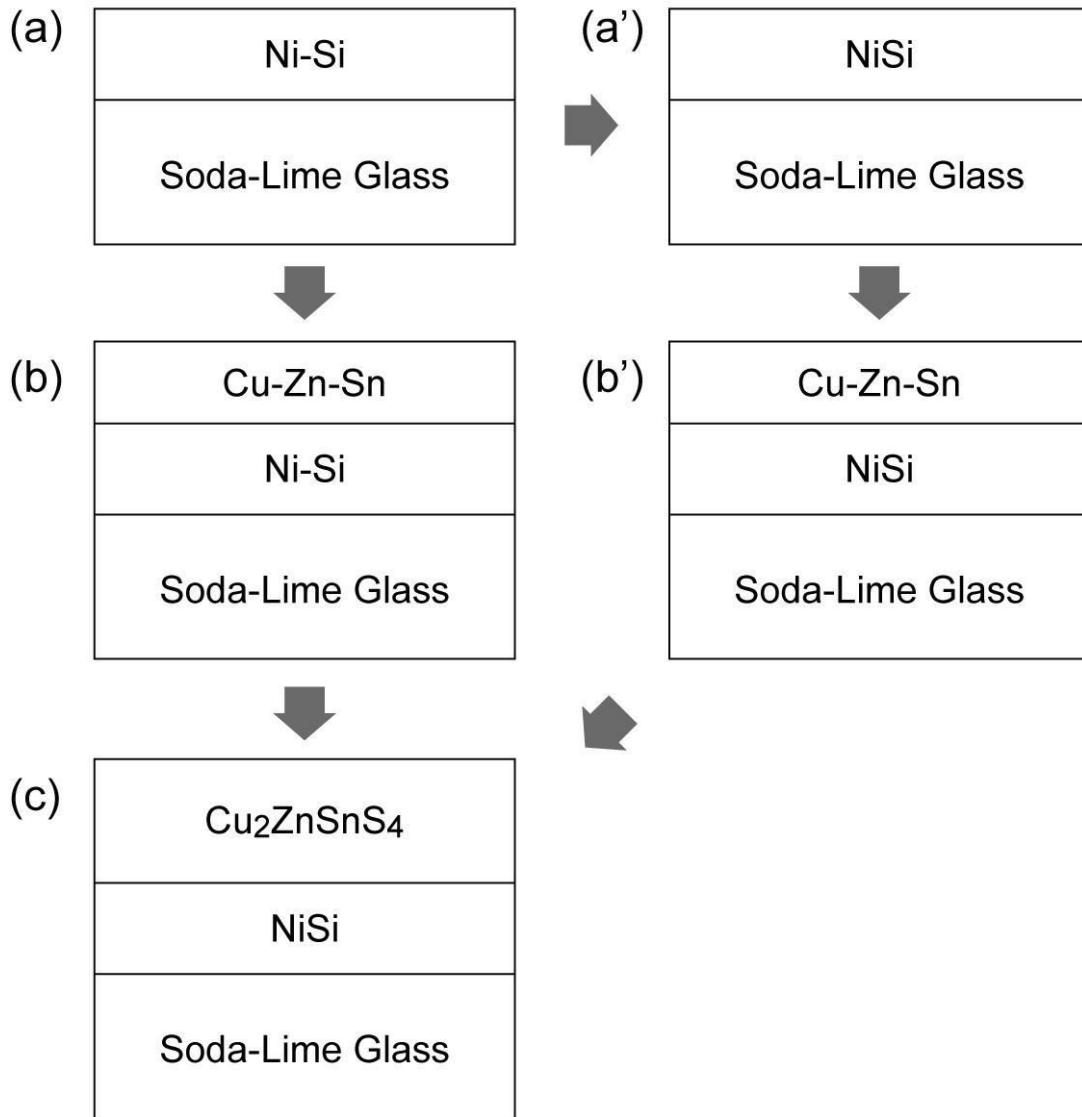 (a)
Ni-Si
Soda-Lime Glass
(a’)
NiSi
Soda-Lime Glass
(b)
Cu-Zn-Sn
Ni-Si
Soda-Lime Glass
(b’)
Cu-Zn-Sn
NiSi
Soda-Lime Glass
(c)
Cu₂ZnSnS₄
NiSi
Soda-Lime Glass